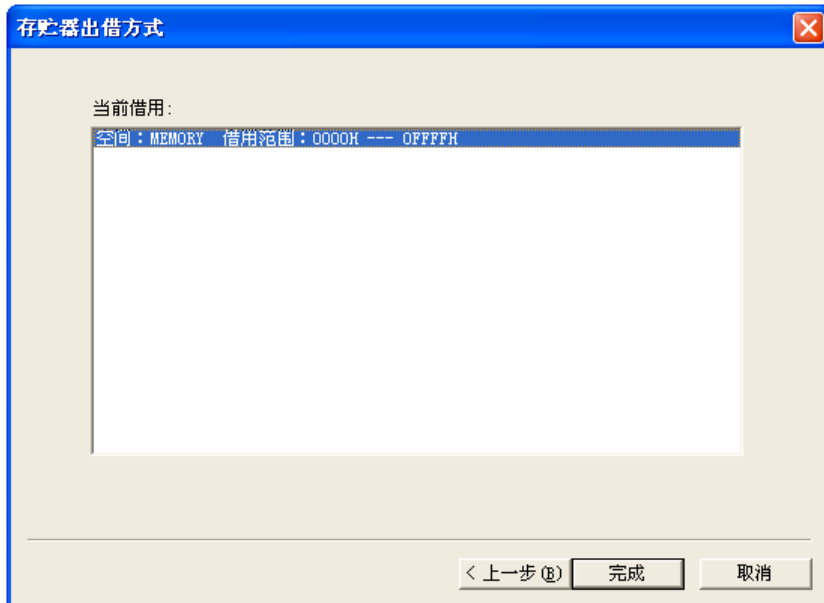 存贮器出借方式
当前借用:
空间：MEMORY 借用范围：0000H --- 0FFFFH
< 上一步(B) 完成 取消